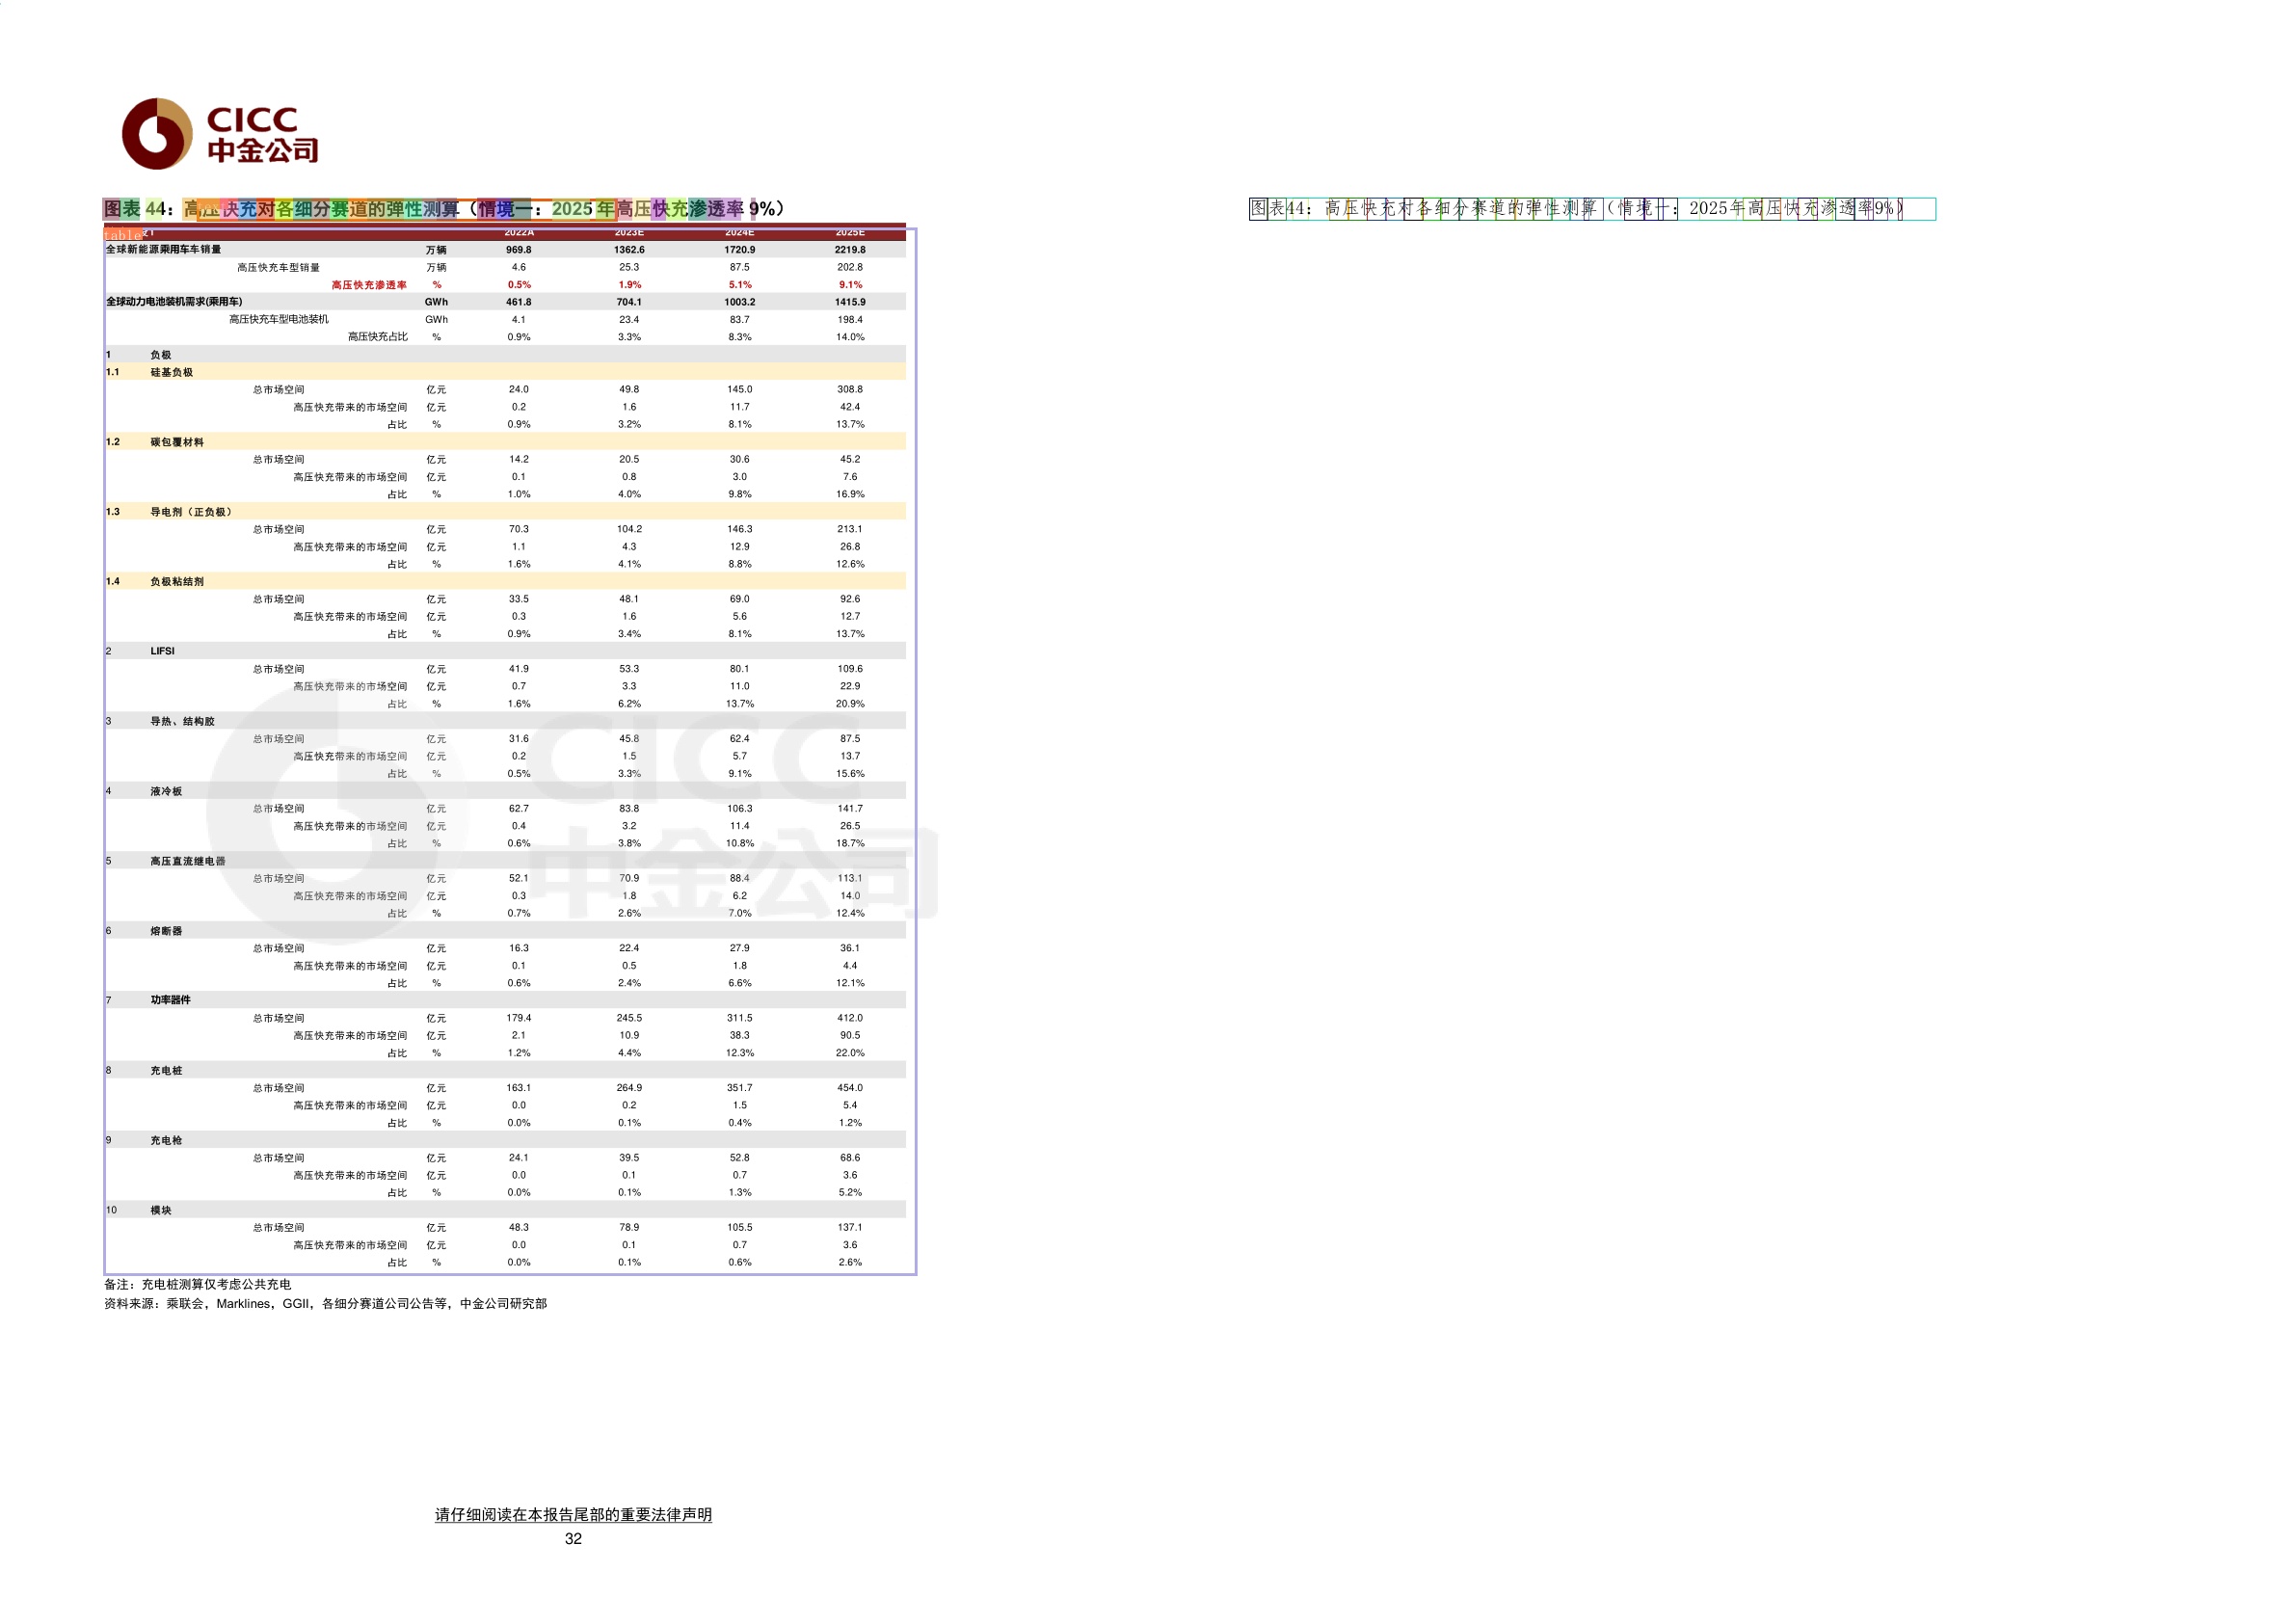 CICC
中金公司
图表 44：高压快充对各细分赛道的弹性测算（情境一：2025 年高压快充渗透率 9%）
图表44：高压快充对各细分赛道的弹性测算（情境一：2025年高压快充渗透率9%）
table 2022A 2023E 2024E 2025E
全球新能源乘用车车销量 万辆 969.8 1362.6 1720.9 2219.8
高压快充车型销量 万辆 4.6 25.3 87.5 202.8
高压快充渗透率 % 0.5% 1.9% 5.1% 9.1%
全球动力电池装机需求(乘用车) GWh 461.8 704.1 1003.2 1415.9
高压快充车型电池装机 GWh 4.1 23.4 83.7 198.4
高压快充占比 % 0.9% 3.3% 8.3% 14.0%
1 负极
1.1 硅基负极
总市场空间 亿元 24.0 49.8 145.0 308.8
高压快充带来的市场空间 亿元 0.2 1.6 11.7 42.4
占比 % 0.9% 3.2% 8.1% 13.7%
1.2 碳包覆材料
总市场空间 亿元 14.2 20.5 30.6 45.2
高压快充带来的市场空间 亿元 0.1 0.8 3.0 7.6
占比 % 1.0% 4.0% 9.8% 16.9%
1.3 导电剂（正负极）
总市场空间 亿元 70.3 104.2 146.3 213.1
高压快充带来的市场空间 亿元 1.1 4.3 12.9 26.8
占比 % 1.6% 4.1% 8.8% 12.6%
1.4 负极粘结剂
总市场空间 亿元 33.5 48.1 69.0 92.6
高压快充带来的市场空间 亿元 0.3 1.6 5.6 12.7
占比 % 0.9% 3.4% 8.1% 13.7%
2 LIFSI
总市场空间 亿元 41.9 53.3 80.1 109.6
高压快充带来的市场空间 亿元 0.7 3.3 11.0 22.9
占比 % 1.6% 6.2% 13.7% 20.9%
3 导热、结构胶
总市场空间 亿元 31.6 45.8 62.4 87.5
高压快充带来的市场空间 亿元 0.2 1.5 5.7 13.7
占比 % 0.5% 3.3% 9.1% 15.6%
4 液冷板
总市场空间 亿元 62.7 83.8 106.3 141.7
高压快充带来的市场空间 亿元 0.4 3.2 11.4 26.5
占比 % 0.6% 3.8% 10.8% 18.7%
5 高压直流继电器
总市场空间 亿元 52.1 70.9 88.4 113.1
高压快充带来的市场空间 亿元 0.3 1.8 6.2 14.0
占比 % 0.7% 2.6% 7.0% 12.4%
6 熔断器
总市场空间 亿元 16.3 22.4 27.9 36.1
高压快充带来的市场空间 亿元 0.1 0.5 1.8 4.4
占比 % 0.6% 2.4% 6.6% 12.1%
7 功率器件
总市场空间 亿元 179.4 245.5 311.5 412.0
高压快充带来的市场空间 亿元 2.1 10.9 38.3 90.5
占比 % 1.2% 4.4% 12.3% 22.0%
8 充电桩
总市场空间 亿元 163.1 264.9 351.7 454.0
高压快充带来的市场空间 亿元 0.0 0.2 1.5 5.4
占比 % 0.0% 0.1% 0.4% 1.2%
9 充电枪
总市场空间 亿元 24.1 39.5 52.8 68.6
高压快充带来的市场空间 亿元 0.0 0.1 0.7 3.6
占比 % 0.0% 0.1% 1.3% 5.2%
10 模块
总市场空间 亿元 48.3 78.9 105.5 137.1
高压快充带来的市场空间 亿元 0.0 0.1 0.7 3.6
占比 % 0.0% 0.1% 0.6% 2.6%
CICC
中金公司
备注：充电桩测算仅考虑公共充电
资料来源：乘联会，Marklines，GGII，各细分赛道公司公告等，中金公司研究部
请仔细阅读在本报告尾部的重要法律声明
32